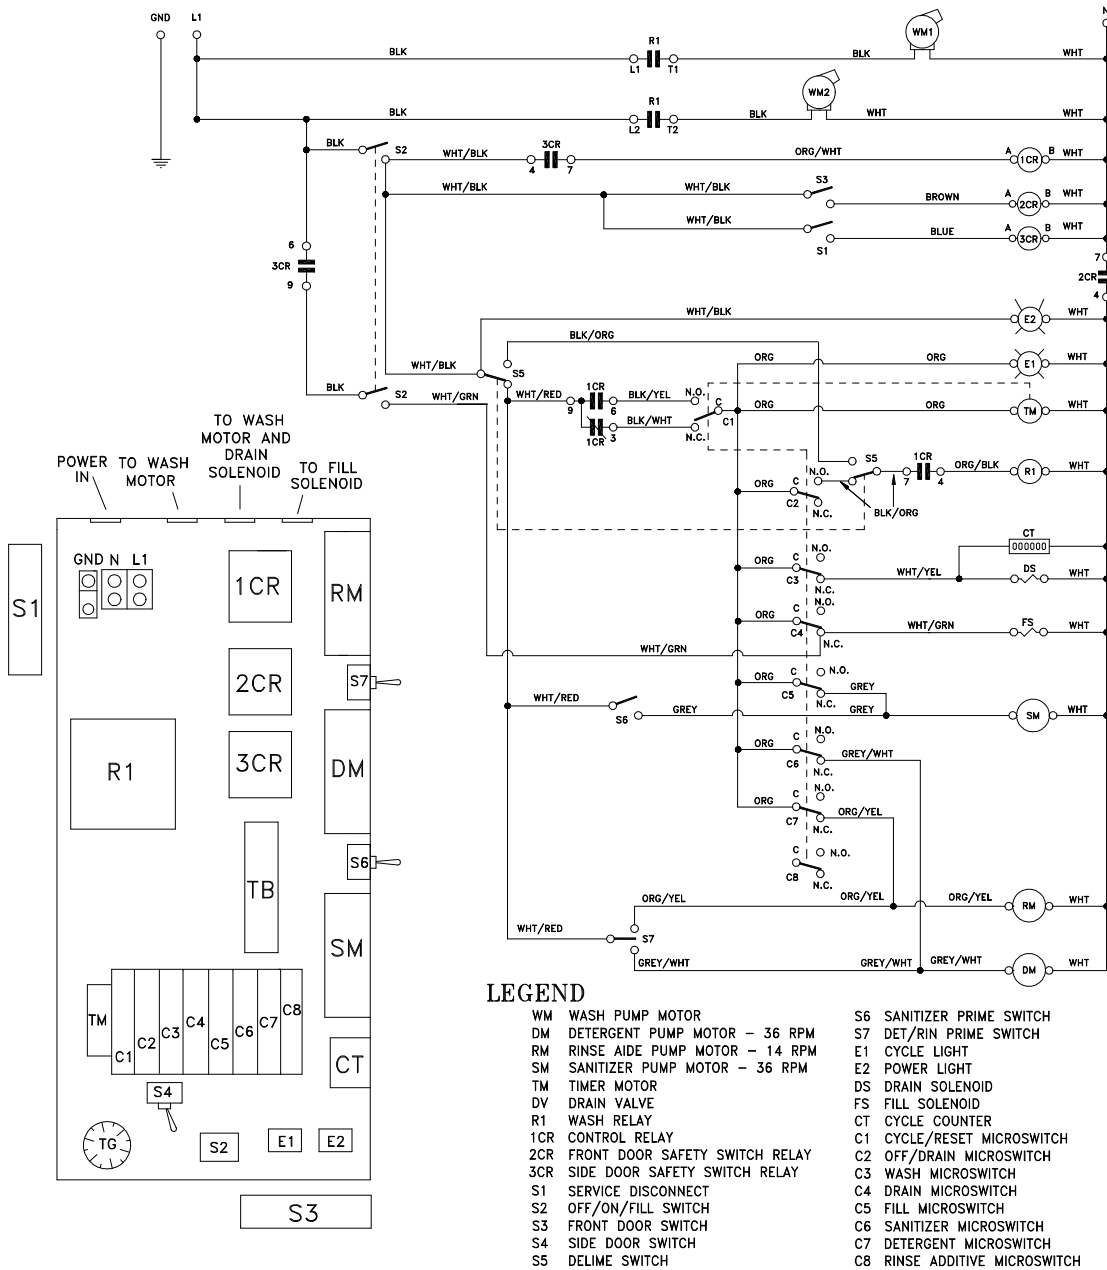 GND L1 N
BLK R1 L1 T1 BLK WM1 WHT
BLK R1 L2 T2 BLK WM2 WHT WHT
BLK S2 WHT/BLK 3CR 4 7 ORG/WHT A 1CR B WHT
WHT/BLK WHT/BLK S3 BROWN A 2CR B WHT
WHT/BLK S1 BLUE A 3CR B WHT
6 3CR 9
7 2CR 4
WHT/BLK E2 WHT
BLK/ORG
WHT/BLK S5 ORG ORG E1 WHT
BLK S2 WHT/GRN
WHT/RED 9 1CR 6 BLK/YEL N.O. C C1 ORG ORG TM WHT
1CR 3 BLK/WHT N.C.
S5 1CR 7 4 ORG/BLK R1 WHT
ORG C C2 N.O. N.C. BLK/ORG
CT 000000
ORG C C3 N.O. N.C. WHT/YEL DS WHT
ORG C C4 N.O. N.C. WHT/GRN FS WHT
WHT/GRN
ORG C C5 N.O. N.C. GREY
WHT/RED S6 GREY GREY SM WHT
ORG C C6 N.O. N.C. GREY/WHT
ORG C C7 N.O. N.C. ORG/YEL
C C8 N.O. N.C.
ORG/YEL ORG/YEL ORG/YEL RM WHT
WHT/RED S7
GREY/WHT GREY/WHT GREY/WHT DM WHT
POWER
IN
TO WASH
MOTOR
TO WASH
MOTOR AND
DRAIN
SOLENOID
TO FILL
SOLENOID
GND N L1
S1
1CR
RM
2CR
S7
R1
3CR
DM
S6
TB
SM
TM C1 C2 C3 C4 C5 C6 C7 C8
CT
S4
TG
S2
E1
E2
S3
LEGEND
WM WASH PUMP MOTOR
DM DETERGENT PUMP MOTOR – 36 RPM
RM RINSE AIDE PUMP MOTOR – 14 RPM
SM SANITIZER PUMP MOTOR – 36 RPM
TM TIMER MOTOR
DV DRAIN VALVE
R1 WASH RELAY
1CR CONTROL RELAY
2CR FRONT DOOR SAFETY SWITCH RELAY
3CR SIDE DOOR SAFETY SWITCH RELAY
S1 SERVICE DISCONNECT
S2 OFF/ON/FILL SWITCH
S3 FRONT DOOR SWITCH
S4 SIDE DOOR SWITCH
S5 DELIME SWITCH
S6 SANITIZER PRIME SWITCH
S7 DET/RIN PRIME SWITCH
E1 CYCLE LIGHT
E2 POWER LIGHT
DS DRAIN SOLENOID
FS FILL SOLENOID
CT CYCLE COUNTER
C1 CYCLE/RESET MICROSWITCH
C2 OFF/DRAIN MICROSWITCH
C3 WASH MICROSWITCH
C4 DRAIN MICROSWITCH
C5 FILL MICROSWITCH
C6 SANITIZER MICROSWITCH
C7 DETERGENT MICROSWITCH
C8 RINSE ADDITIVE MICROSWITCH